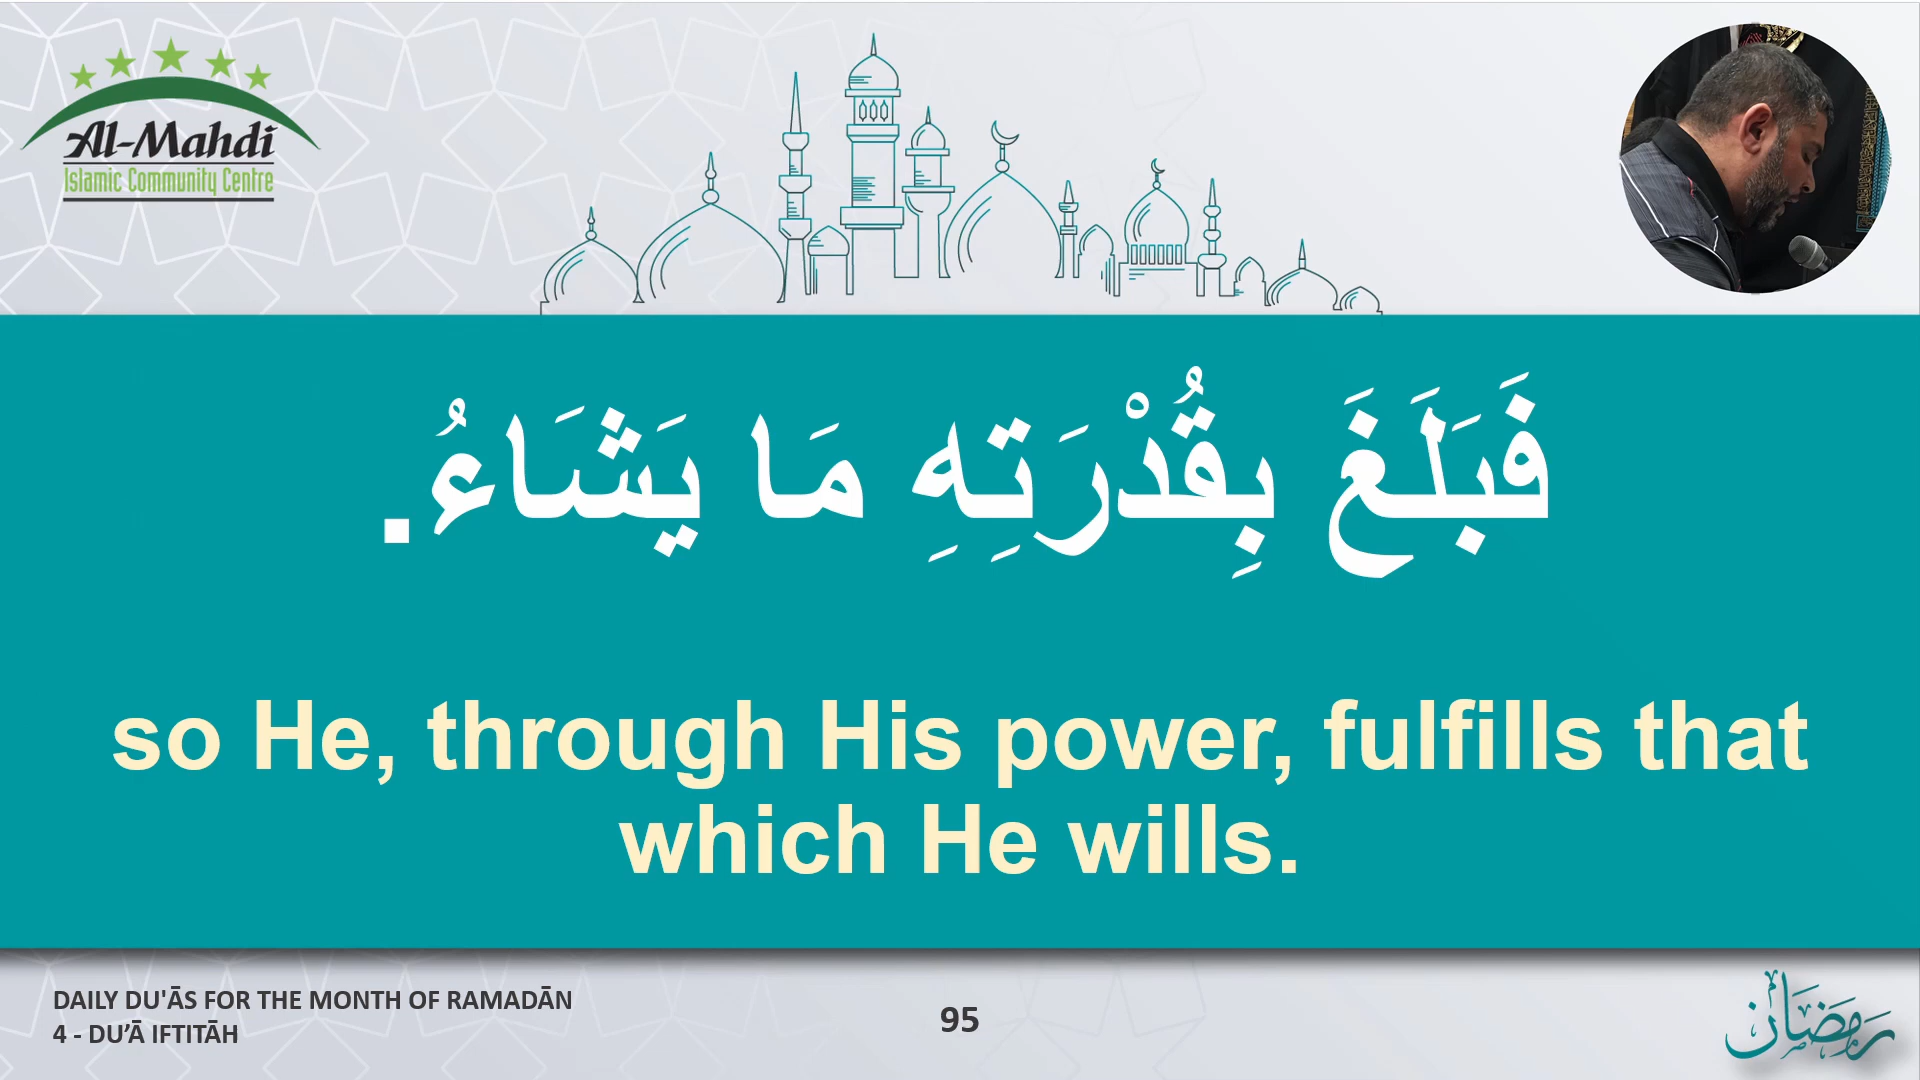 Al-Mahdi
Islamic Community Centre
فَبَلَغَ بِقُدْرَتِهِ مَا يَشَاءُ.
so He, through His power, fulfills that
which He wills.
DAILY DU'ĀS FOR THE MONTH OF RAMADĀN
4 - DU’Ā IFTITĀH
95
رَمَضَان